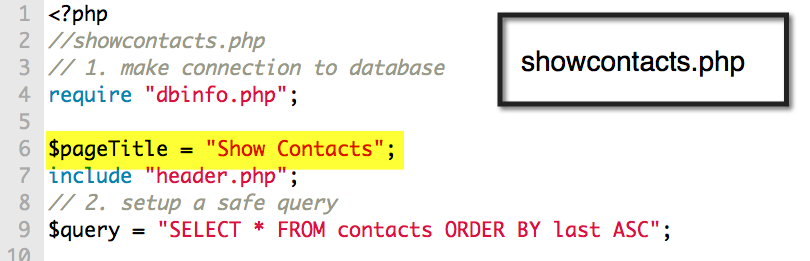 1 <?php
2 //showcontacts.php
3 // 1. make connection to database
4 require "dbinfo.php";
5
6 $pageTitle = "Show Contacts";
7 include "header.php";
8 // 2. setup a safe query
9 $query = "SELECT * FROM contacts ORDER BY last ASC";
10
showcontacts.php